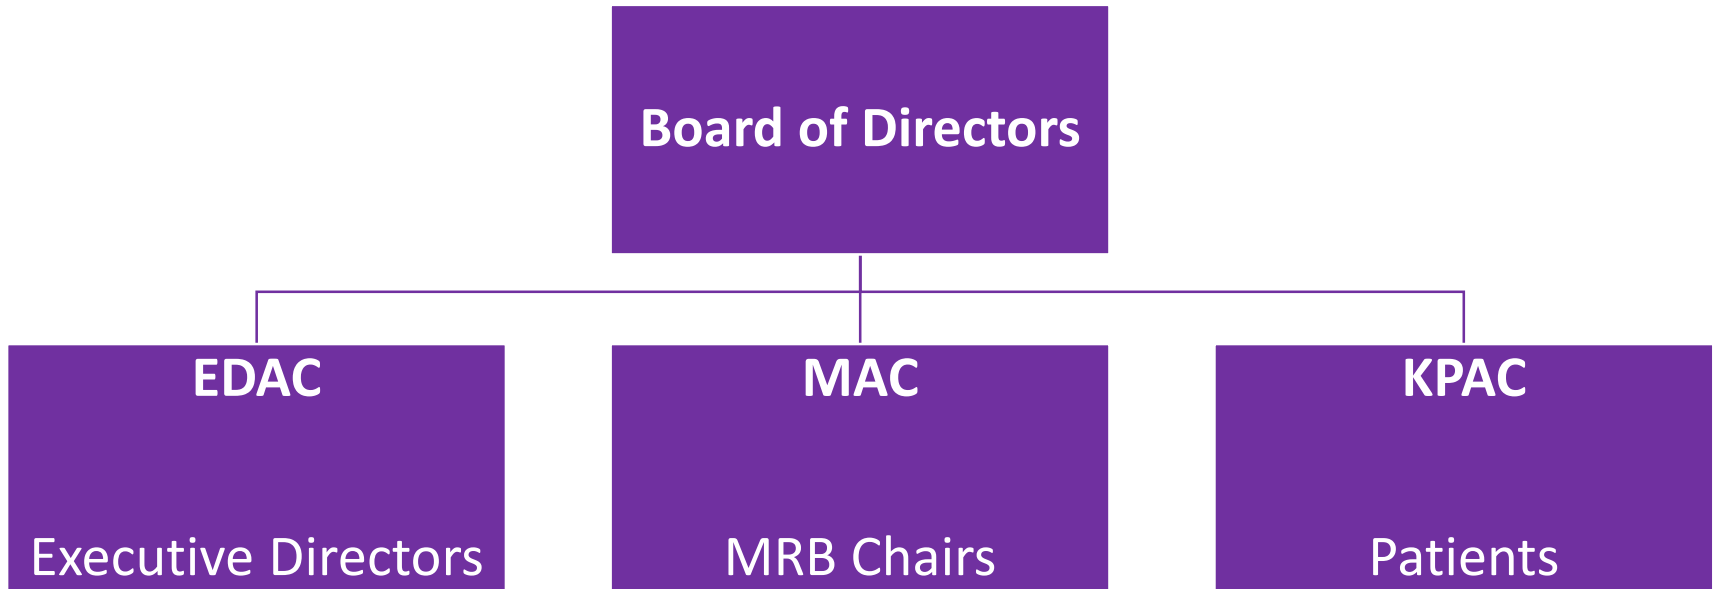 Board of Directors
EDAC
Executive Directors
MAC
MRB Chairs
KPAC
Patients